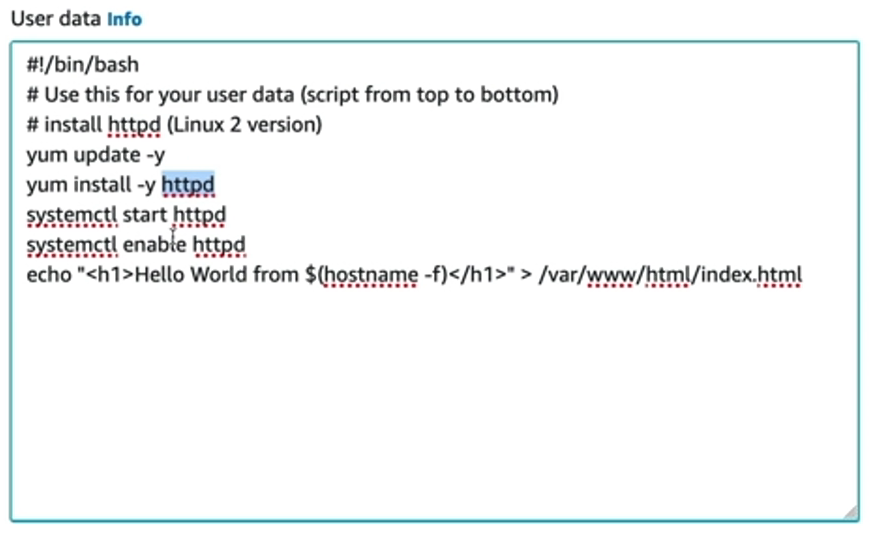 User data Info
#!/bin/bash
# Use this for your user data (script from top to bottom)
# install httpd (Linux 2 version)
yum update -y
yum install -y httpd
systemctl start httpd
systemctl enable httpd
echo "<h1>Hello World from $(hostname -f)</h1>" > /var/www/html/index.html